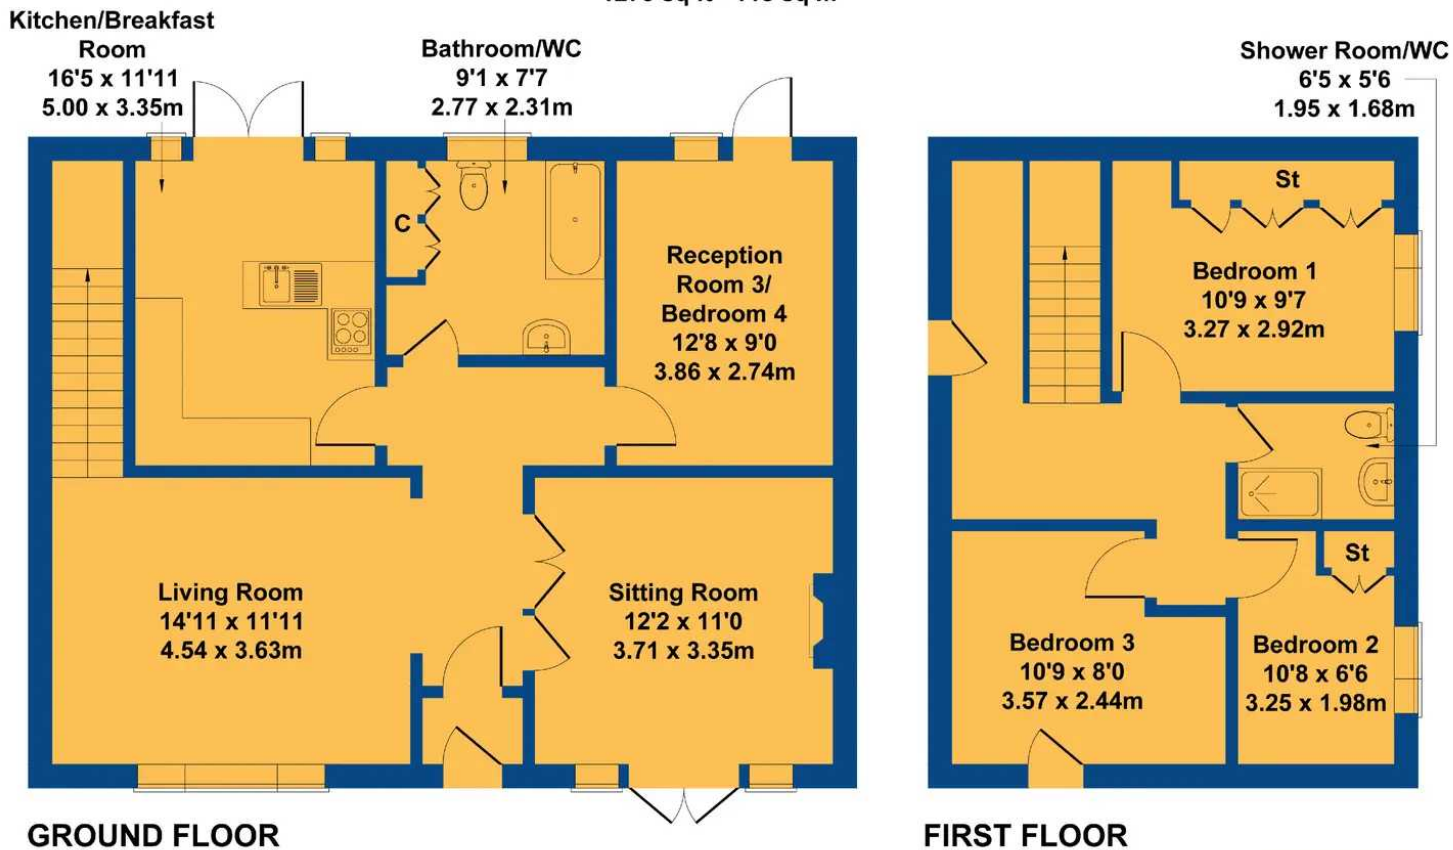 Kitchen/Breakfast
Room
16'5 x 11'11
5.00 x 3.35m
Bathroom/WC
9'1 x 7'7
2.77 x 2.31m
Shower Room/WC
6'5 x 5'6
1.95 x 1.68m
C
Reception
Room 3/
Bedroom 4
12'8 x 9'0
3.86 x 2.74m
Living Room
14'11 x 11'11
4.54 x 3.63m
Sitting Room
12'2 x 11'0
3.71 x 3.35m
GROUND FLOOR
St
Bedroom 1
10'9 x 9'7
3.27 x 2.92m
St
Bedroom 3
10'9 x 8'0
3.57 x 2.44m
Bedroom 2
10'8 x 6'6
3.25 x 1.98m
FIRST FLOOR